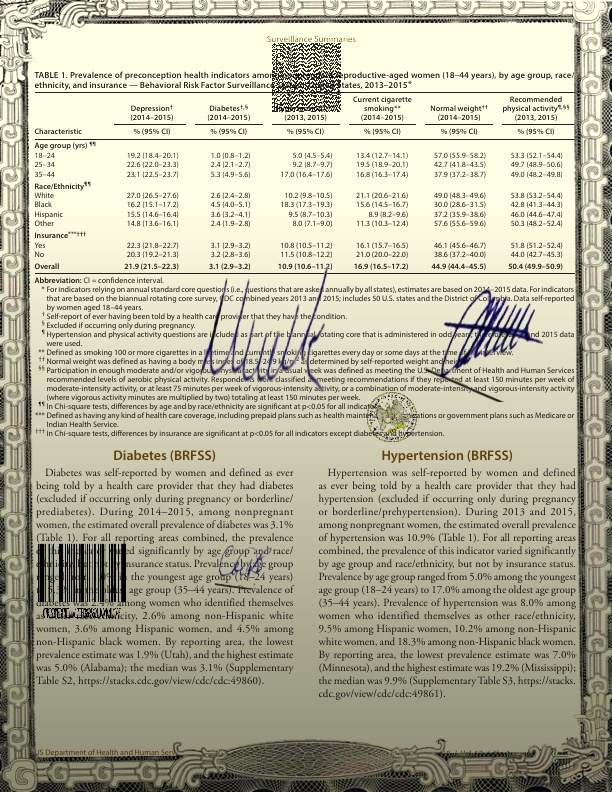 Surveillance Summaries
TABLE 1. Prevalence of preconception health indicators among reproductive-aged women (18–44 years), by age group, race/
ethnicity, and insurance — Behavioral Risk Factor Surveillance States, 2013–2015*
Characteristic Depression† (2014–2015) Diabetes†,§ (2014–2015) (2013, 2015) Current cigarette smoking** (2014–2015) Normal weight†† (2014–2015) Recommended physical activity¶,§§ (2013, 2015)
% (95% CI) % (95% CI) % (95% CI) % (95% CI) % (95% CI) % (95% CI)
Age group (yrs) ¶¶
18–24 19.2 (18.4–20.1) 1.0 (0.8–1.2) 5.0 (4.5–5.4) 13.4 (12.7–14.1) 57.0 (55.9–58.2) 53.3 (52.1–54.4)
25–34 22.6 (22.0–23.3) 2.4 (2.1–2.7) 9.2 (8.7–9.7) 19.5 (18.9–20.1) 42.7 (41.8–43.5) 49.7 (48.9–50.6)
35–44 23.1 (22.5–23.7) 5.3 (4.9–5.6) 17.0 (16.4–17.6) 16.8 (16.3–17.4) 37.9 (37.2–38.7) 49.0 (48.2–49.8)
Race/Ethnicity¶¶
White 27.0 (26.5–27.6) 2.6 (2.4–2.8) 10.2 (9.8–10.5) 21.1 (20.6–21.6) 49.0 (48.3–49.6) 53.8 (53.2–54.4)
Black 16.2 (15.1–17.2) 4.5 (4.0–5.1) 18.3 (17.3–19.3) 15.6 (14.5–16.7) 30.0 (28.6–31.5) 42.8 (41.3–44.3)
Hispanic 15.5 (14.6–16.4) 3.6 (3.2–4.1) 9.5 (8.7–10.3) 8.9 (8.2–9.6) 37.2 (35.9–38.6) 46.0 (44.6–47.4)
Other 14.8 (13.6–16.1) 2.4 (1.9–2.8) 8.0 (7.1–9.0) 11.3 (10.3–12.4) 57.6 (55.6–59.6) 50.3 (48.2–52.4)
Insurance***†††
Yes 22.3 (21.8–22.7) 3.1 (2.9–3.2) 10.8 (10.5–11.2) 16.1 (15.7–16.5) 46.1 (45.6–46.7) 51.8 (51.2–52.4)
No 20.3 (19.2–21.3) 3.2 (2.8–3.6) 11.5 (10.8–12.2) 21.0 (20.0–22.0) 38.6 (37.2–40.0) 44.0 (42.5–45.4)
Overall 21.9 (21.5–22.3) 3.1 (2.9–3.2) 10.9 (10.6–11.2) 16.9 (16.5–17.2) 44.9 (44.4–45.5) 50.4 (49.9–50.9)
Abbreviation: CI = confidence interval.
* For indicators relying on annual standard core questions (i.e., questions that are asked annually by all states), estimates are based on 2014–2015 data. For indicators
that are based on the biannual rotating core survey, CDC combined years 2013 and 2015; includes 50 U.S. states and the District of Columbia. Data self-reported
by women aged 18–44 years.
† Self-report of ever having been told by a health care provider that they have the condition.
§ Excluded if occurring only during pregnancy.
¶ Hypertension and physical activity questions are included as part of the biannual rotating core that is administered in odd years, therefore 2013 and 2015 data
were used.
** Defined as smoking 100 or more cigarettes in a lifetime and currently smoking cigarettes every day or some days at the time of the interview.
†† Normal weight was defined as having a body mass index of 18.5–24.9 kg/m² as determined by self-reported weight and height.
§§ Participation in enough moderate and/or vigorous in a usual week was defined as meeting the U.S. Department of Health and Human Services
recommended levels of aerobic physical activity. Respondents were classified as meeting recommendations if they reported at least 150 minutes per week of
moderate-intensity activity, or at least 75 minutes per week of vigorous-intensity activity, or a combination of moderate-intensity and vigorous-intensity activity
(where vigorous activity minutes are multiplied by two) totaling at least 150 minutes per week.
¶¶ In Chi-square tests, differences by age and by race/ethnicity are significant at p<0.05 for all indicators.
*** Defined as having any kind of health care coverage, including prepaid plans such as health maintenance organizations or government plans such as Medicare or
Indian Health Service.
††† In Chi-square tests, differences by insurance are significant at p<0.05 for all indicators except diabetes and hypertension.
Diabetes (BRFSS)
Diabetes was self-reported by women and defined as ever
being told by a health care provider that they had diabetes
(excluded if occurring only during pregnancy or borderline/
prediabetes). During 2014–2015, among nonpregnant
women, the estimated overall prevalence of diabetes was 3.1%
(Table 1). For all reporting areas combined, the prevalence
varied significantly by age group and race/
insurance status. Prevalence by age group
in the youngest age group (18–24 years)
age group (35–44 years). Prevalence of
diabetes was 2.4% among women who identified themselves
as ethnicity, 2.6% among non-Hispanic white
women, 3.6% among Hispanic women, and 4.5% among
non-Hispanic black women. By reporting area, the lowest
prevalence estimate was 1.9% (Utah), and the highest estimate
was 5.0% (Alabama); the median was 3.1% (Supplementary
Table S2, https://stacks.cdc.gov/view/cdc/cdc:49860).
Hypertension (BRFSS)
Hypertension was self-reported by women and defined
as ever being told by a health care provider that they had
hypertension (excluded if occurring only during pregnancy
or borderline/prehypertension). During 2013 and 2015,
among nonpregnant women, the estimated overall prevalence
of hypertension was 10.9% (Table 1). For all reporting areas
combined, the prevalence of this indicator varied significantly
by age group and race/ethnicity, but not by insurance status.
Prevalence by age group ranged from 5.0% among the youngest
age group (18–24 years) to 17.0% among the oldest age group
(35–44 years). Prevalence of hypertension was 8.0% among
women who identified themselves as other race/ethnicity,
9.5% among Hispanic women, 10.2% among non-Hispanic
white women, and 18.3% among non-Hispanic black women.
By reporting area, the lowest prevalence estimate was 7.0%
(Minnesota), and the highest estimate was 19.2% (Mississippi);
the median was 9.9% (Supplementary Table S3, https://stacks.
cdc.gov/view/cdc/cdc:49861).
US Department of Health and Human